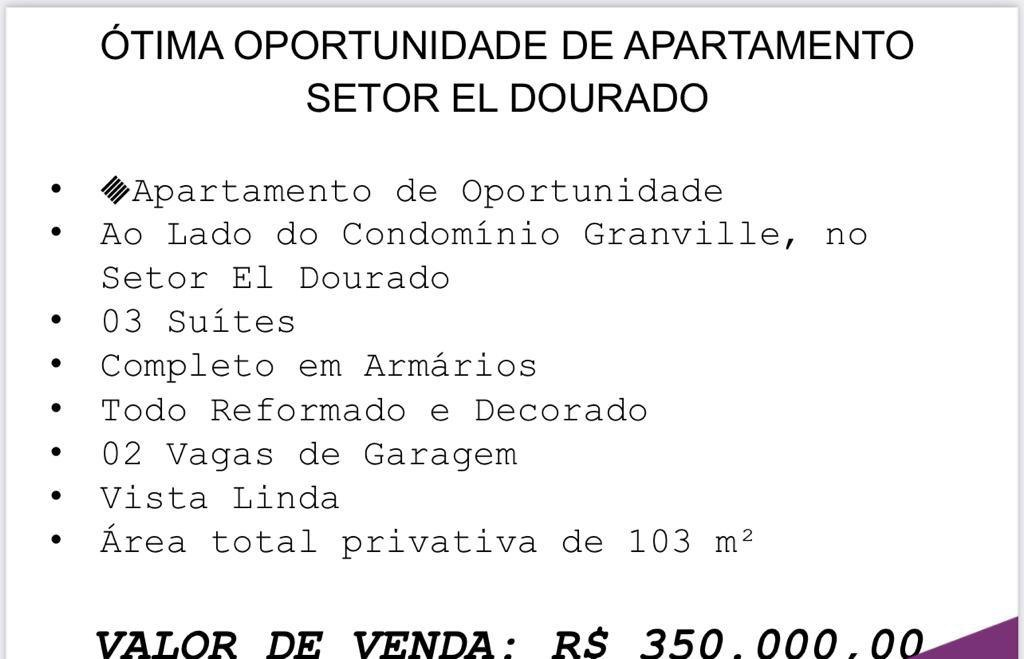 ÓTIMA OPORTUNIDADE DE APARTAMENTO
SETOR EL DOURADO
• Apartamento de Oportunidade
• Ao Lado do Condomínio Granville, no
Setor El Dourado
• 03 Suítes
• Completo em Armários
• Todo Reformado e Decorado
• 02 Vagas de Garagem
• Vista Linda
• Área total privativa de 103 m²
VALOR DE VENDA: R$ 350.000,00